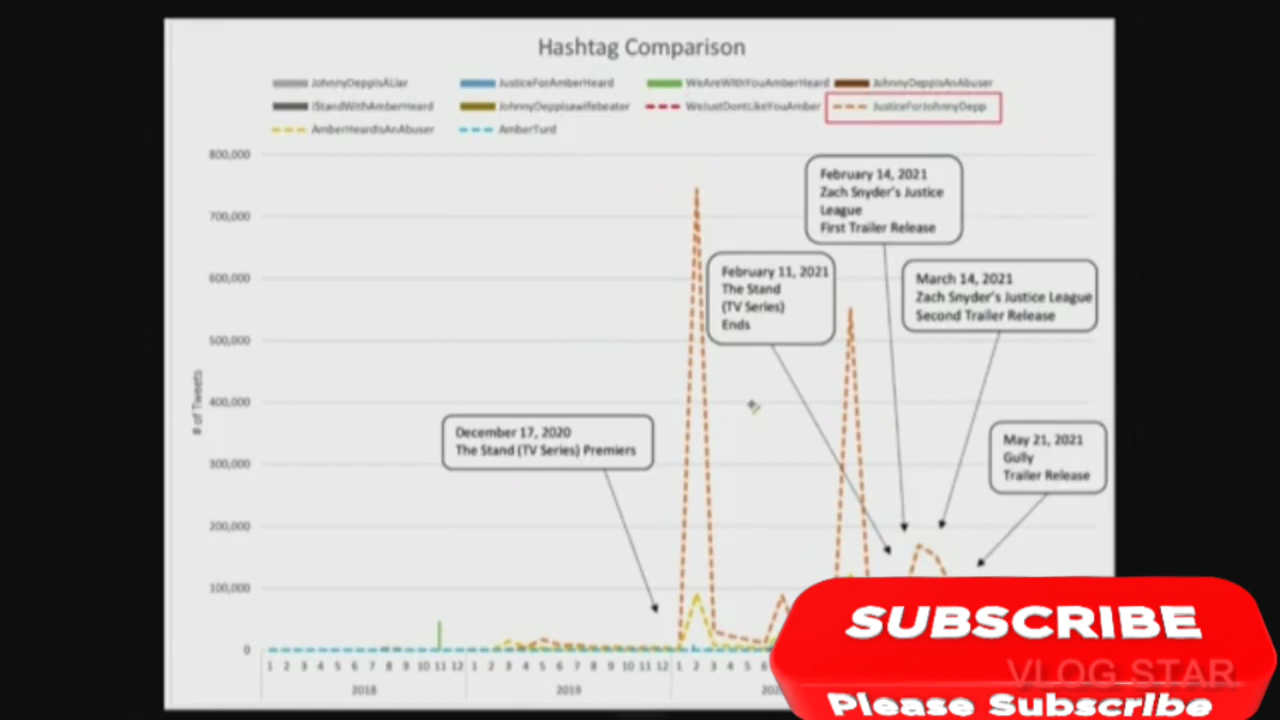 Hashtag Comparison
JohnnyDeppIsALiar JusticeForAmberHeard WeAreWithYouAmberHeard JohnnyDeppIsAnAbuser
IStandWithAmberHeard JohnnyDeppisawifebeater WeJustDontLikeYouAmber JusticeForJohnnyDepp
AmberHeardIsAnAbuser AmberTurd
800,000
700,000
600,000
500,000
400,000
300,000
200,000
100,000
0
# of Tweets
February 14, 2021
Zach Snyder's Justice
League
First Trailer Release
February 11, 2021
The Stand
(TV Series)
Ends
March 14, 2021
Zach Snyder's Justice League
Second Trailer Release
December 17, 2020
The Stand (TV Series) Premiers
May 21, 2021
Gully
Trailer Release
1 2 3 4 5 6 7 8 9 10 11 12 1 2 3 4 5 6 7 8 9 10 11 12 1 2 3 4 5 6
2018 2019
SUBSCRIBE
VLOG STAR
Please Subscribe